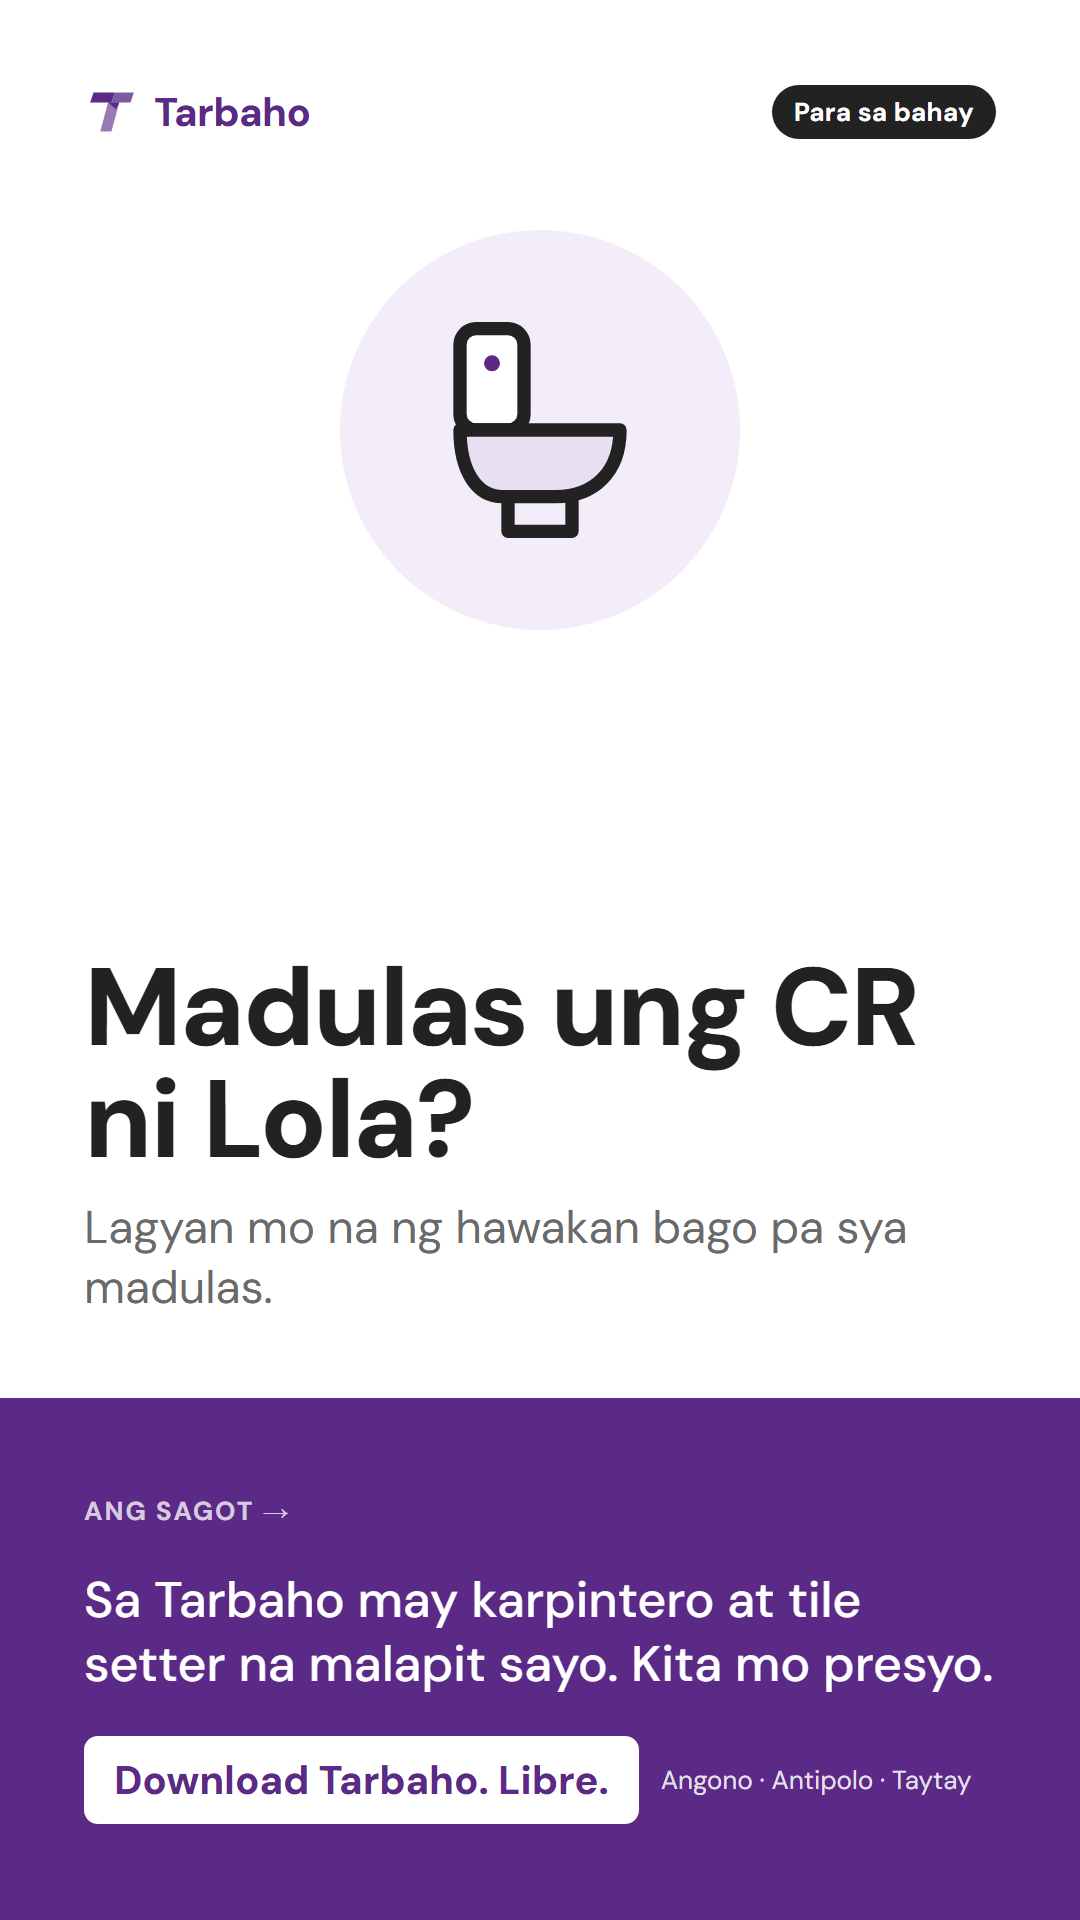 Tarbaho
Para sa bahay
Madulas ung CR
ni Lola?
Lagyan mo na ng hawakan bago pa sya
madulas.
ANG SAGOT →
Sa Tarbaho may karpintero at tile
setter na malapit sayo. Kita mo presyo.
Download Tarbaho. Libre.
Angono · Antipolo · Taytay